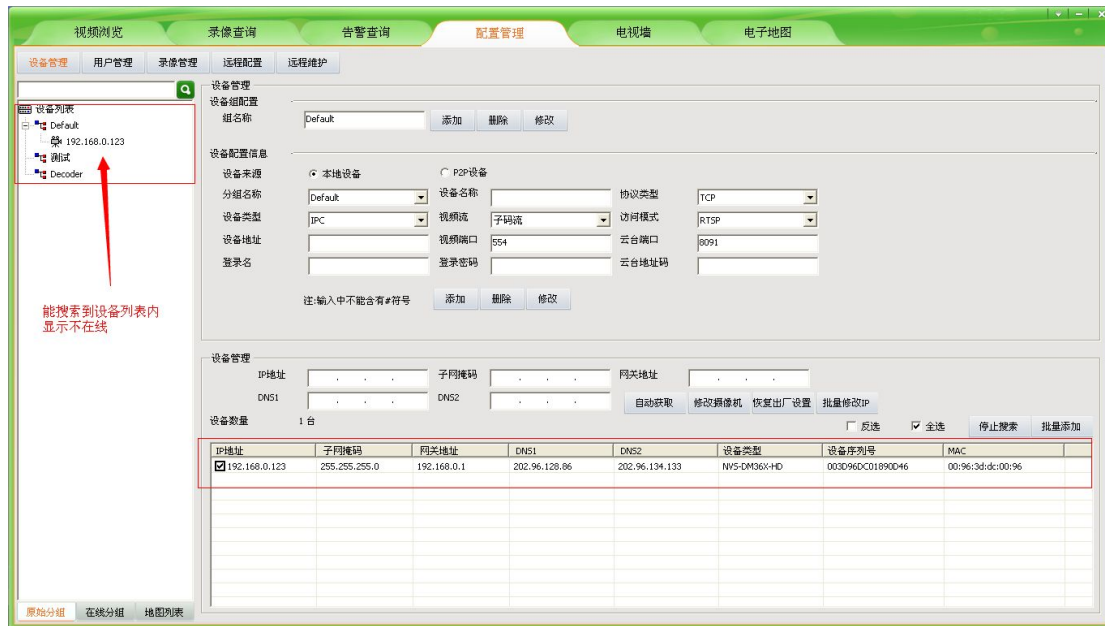 视频浏览 录像查询 告警查询 配置管理 电视墙 电子地图
设备管理 用户管理 录像管理 远程配置 远程维护
设备列表
Default
192.168.0.123
测试
Decoder
能搜索到设备列表内
显示不在线
原始分组 在线分组 地图列表
设备管理
设备组配置
组名称 Default 添加 删除 修改
设备配置信息
设备来源 本地设备 P2P设备
分组名称 Default 设备名称 协议类型 TCP
设备类型 IPC 视频流 子码流 访问模式 RTSP
设备地址 视频端口 554 云台端口 8091
登录名 登录密码 云台地址码
注:输入中不能含有#符号 添加 删除 修改
设备管理
IP地址 . . . 子网掩码 . . . 网关地址 . . .
DNS1 . . . DNS2 . . . 自动获取 修改摄像机 恢复出厂设置 批量修改IP
设备数量 1台 反选 全选 停止搜索 批量添加
IP地址 子网掩码 网关地址 DNS1 DNS2 设备类型 设备序列号 MAC
192.168.0.123 255.255.255.0 192.168.0.1 202.96.128.86 202.96.134.133 NVS-DM36X-HD 003D96DC01890D46 00:96:3d:dc:00:96